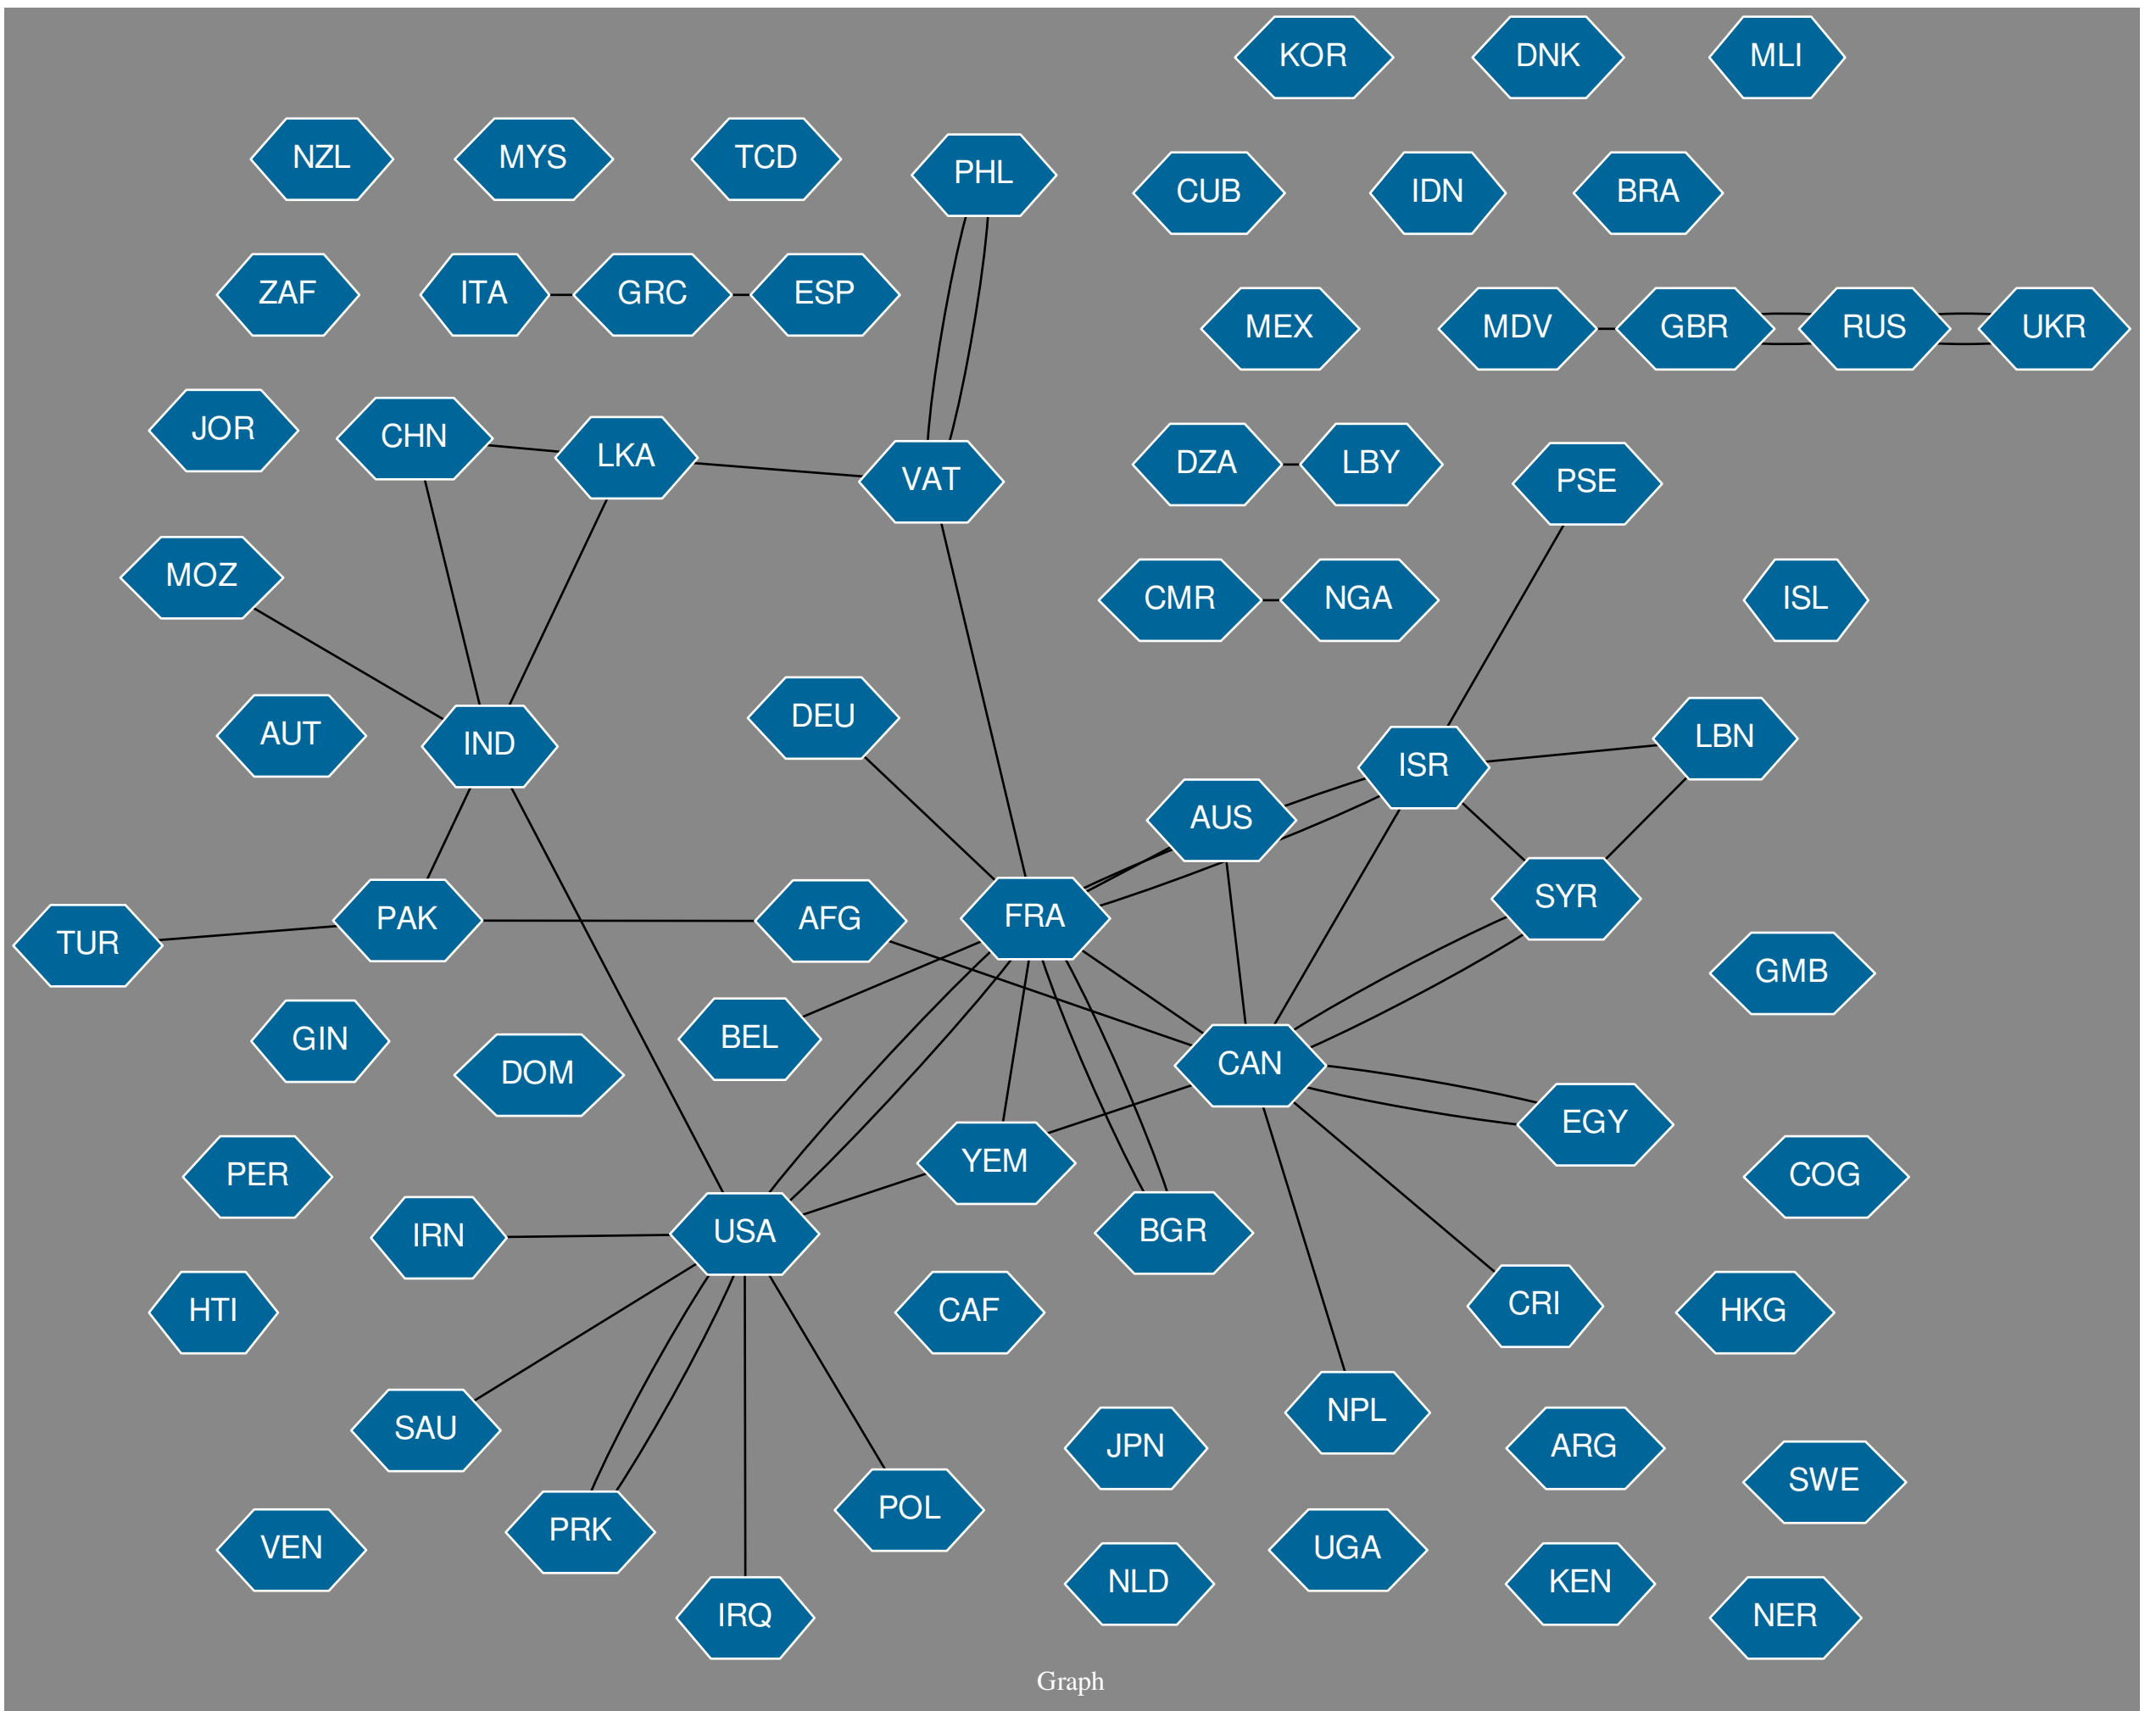 KOR
DNK
MLI
NZL
MYS
TCD
PHL
CUB
IDN
BRA
ZAF
ITA
GRC
ESP
MEX
MDV
GBR
RUS
UKR
JOR
CHN
LKA
VAT
DZA
LBY
PSE
MOZ
CMR
NGA
ISL
AUT
IND
DEU
ISR
LBN
AUS
SYR
TUR
PAK
AFG
FRA
GMB
GIN
DOM
BEL
CAN
EGY
PER
YEM
COG
IRN
USA
BGR
HTI
CAF
CRI
HKG
SAU
NPL
JPN
ARG
SWE
VEN
PRK
POL
UGA
NLD
KEN
IRQ
NER
Graph